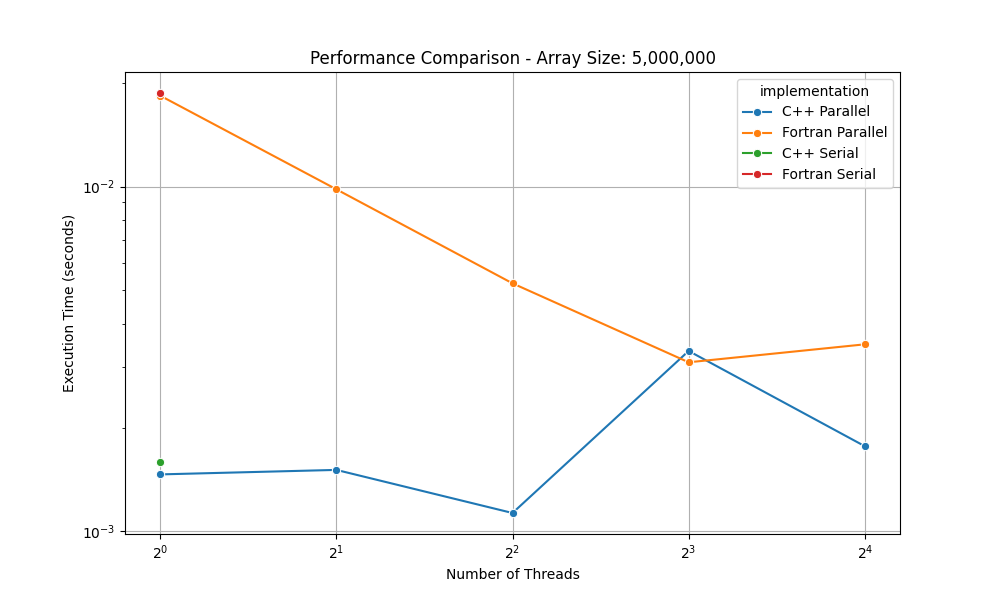 Performance Comparison - Array Size: 5,000,000
implementation
C++ Parallel
Fortran Parallel
C++ Serial
Fortran Serial
Execution Time (seconds)
10⁻²
10⁻³
2⁰ 2¹ 2² 2³ 2⁴
Number of Threads